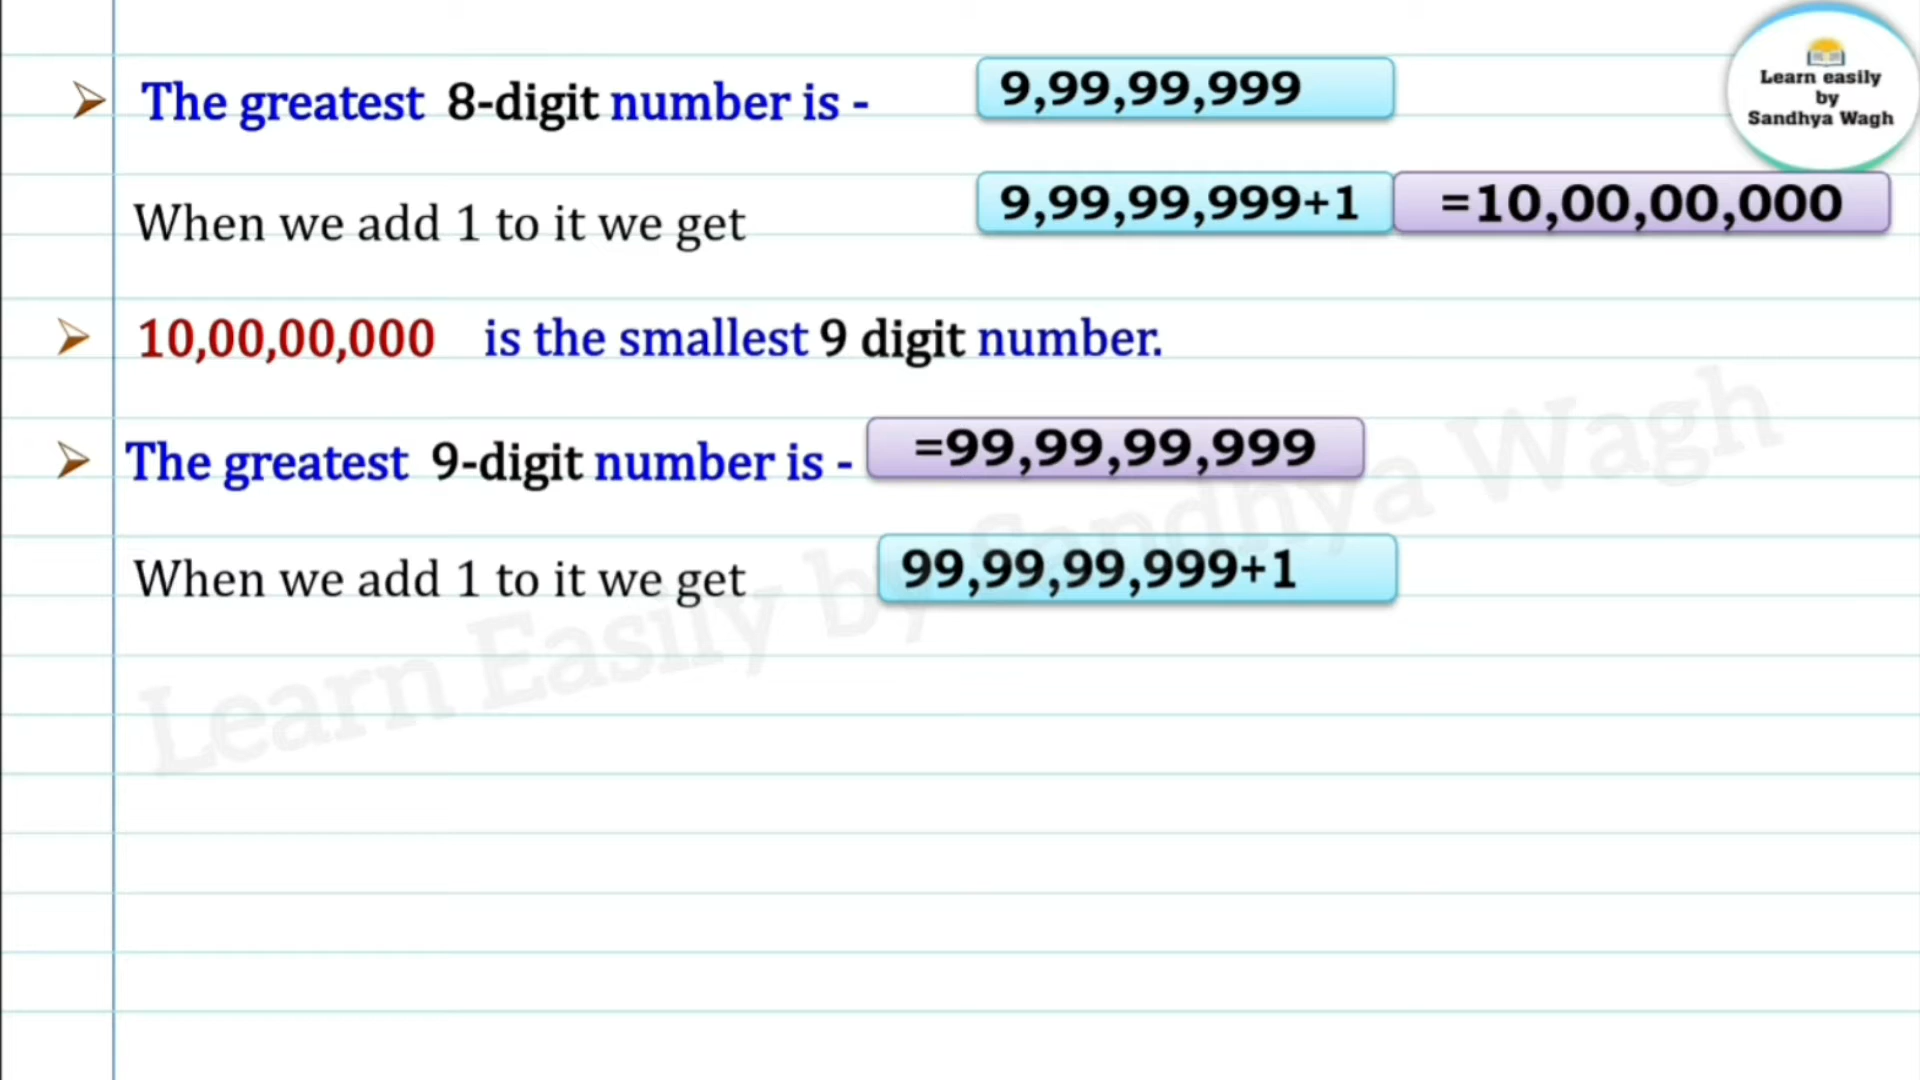 Learn easily
by
Sandhya Wagh
➢ The greatest 8-digit number is - 9,99,99,999
When we add 1 to it we get 9,99,99,999+1 =10,00,00,000
➢ 10,00,00,000 is the smallest 9 digit number.
➢ The greatest 9-digit number is - =99,99,99,999
When we add 1 to it we get 99,99,99,999+1
Learn Easily by Sandhya Wagh